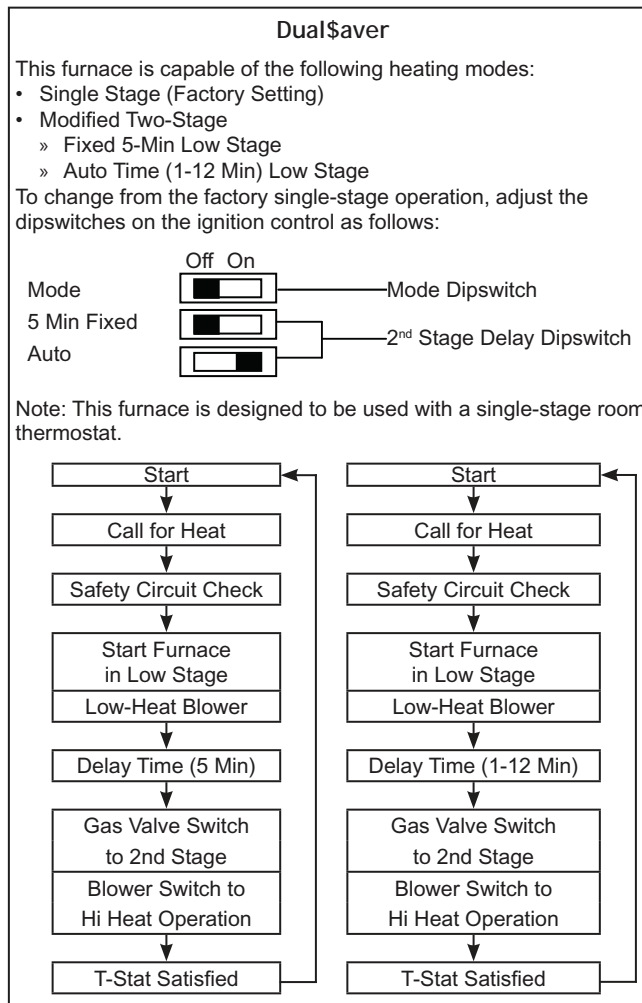 Dual$aver
This furnace is capable of the following heating modes:
• Single Stage (Factory Setting)
• Modified Two-Stage
» Fixed 5-Min Low Stage
» Auto Time (1-12 Min) Low Stage
To change from the factory single-stage operation, adjust the
dipswitches on the ignition control as follows:
Off On
Mode
Mode Dipswitch
5 Min Fixed
2nd Stage Delay Dipswitch
Auto
Note: This furnace is designed to be used with a single-stage room
thermostat.
Start
Call for Heat
Safety Circuit Check
Start Furnace
in Low Stage
Low-Heat Blower
Delay Time (5 Min)
Gas Valve Switch
to 2nd Stage
Blower Switch to
Hi Heat Operation
T-Stat Satisfied
Start
Call for Heat
Safety Circuit Check
Start Furnace
in Low Stage
Low-Heat Blower
Delay Time (1-12 Min)
Gas Valve Switch
to 2nd Stage
Blower Switch to
Hi Heat Operation
T-Stat Satisfied